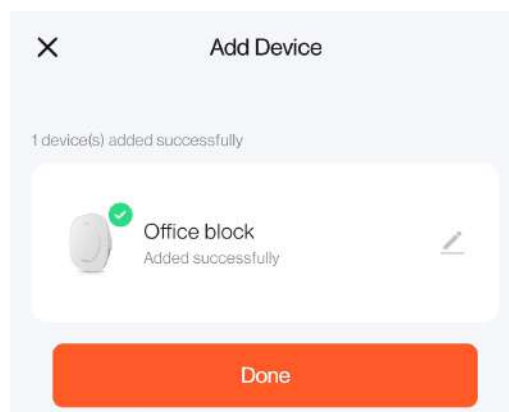 Add Device
1 device(s) added successfully
Office block
Added successfully
Done